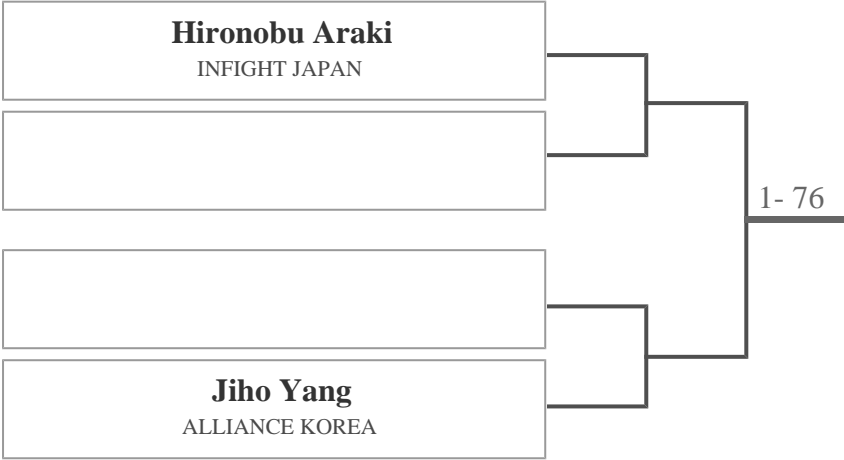 Hironobu Araki
INFIGHT JAPAN
1- 76
Jiho Yang
ALLIANCE KOREA